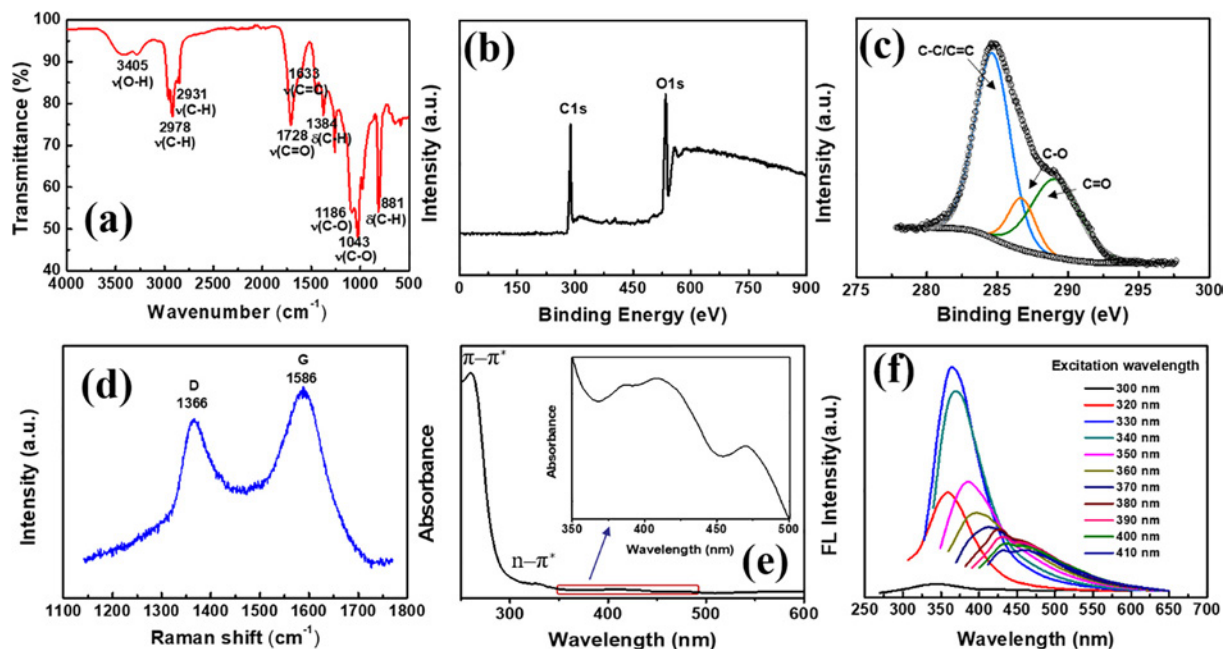 (a)
Transmittance (%)
100
90
80
70
60
50
40
3405
ν(O-H)
2931
ν(C-H)
2978
ν(C-H)
1633
ν(C=C)
1728
ν(C=O)
1384
δ(C-H)
1186
ν(C-O)
1043
ν(C-O)
881
δ(C-H)
4000 3500 3000 2500 2000 1500 1000 500
Wavenumber (cm⁻¹)
(b)
Intensity (a.u.)
C1s
O1s
0 150 300 450 600 750 900
Binding Energy (eV)
(c)
Intensity (a.u.)
C-C/C=C
C-O
C=O
275 280 285 290 295 300
Binding Energy (eV)
(d)
Intensity (a.u.)
D
1366
G
1586
1100 1200 1300 1400 1500 1600 1700 1800
Raman shift (cm⁻¹)
Absorbance
π–π*
n–π*
Absorbance
350 400 450 500
Wavelength (nm)
(e)
300 400 500 600
Wavelength (nm)
(f)
FL Intensity(a.u.)
Excitation wavelength
300 nm
320 nm
330 nm
340 nm
350 nm
360 nm
370 nm
380 nm
390 nm
400 nm
410 nm
250 300 350 400 450 500 550 600 650 700
Wavelength (nm)